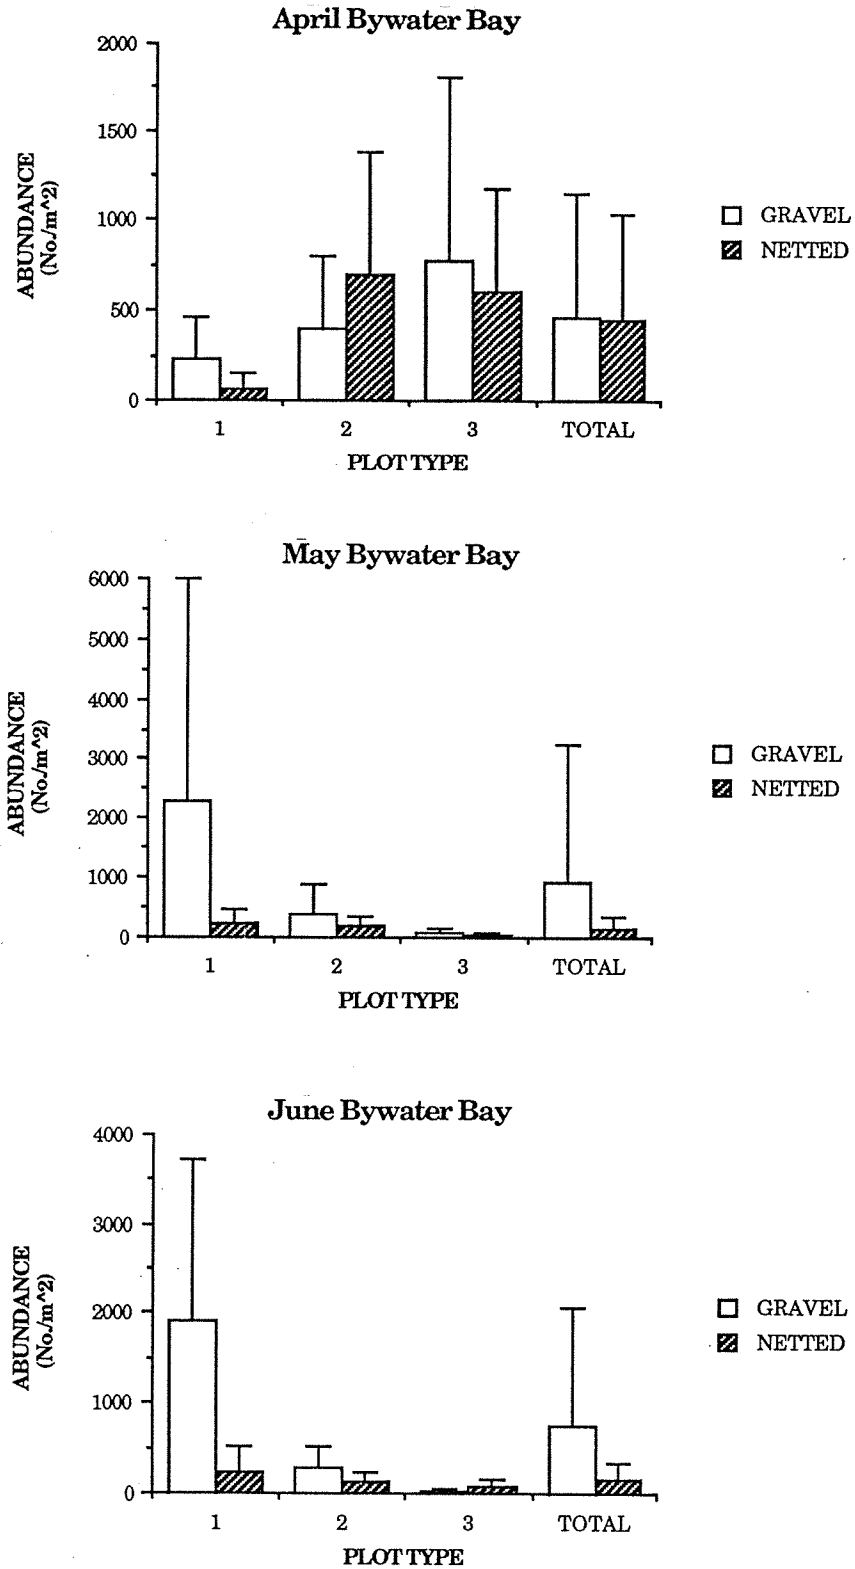 April Bywater Bay
2000
1500
1000
500
0
ABUNDANCE
(No./m^2)
GRAVEL
NETTED
1 2 3 TOTAL
PLOT TYPE
May Bywater Bay
6000
5000
4000
3000
2000
1000
0
ABUNDANCE
(No./m^2)
GRAVEL
NETTED
1 2 3 TOTAL
PLOT TYPE
June Bywater Bay
4000
3000
2000
1000
0
ABUNDANCE
(No./m^2)
GRAVEL
NETTED
1 2 3 TOTAL
PLOT TYPE